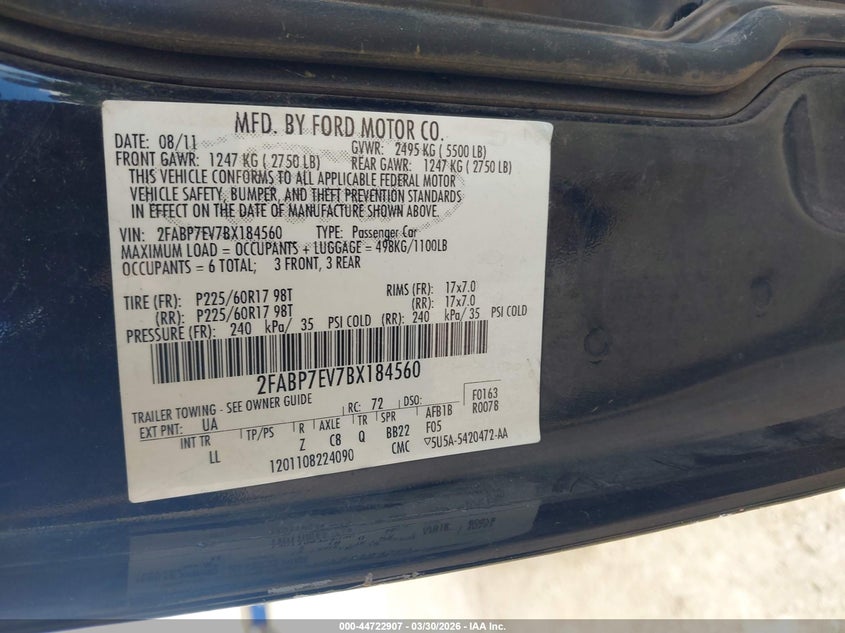 MFD. BY FORD MOTOR CO.
DATE: 08/11 GVWR: 2495 KG ( 5500 LB)
FRONT GAWR: 1247 KG ( 2750 LB) REAR GAWR: 1247 KG ( 2750 LB)
THIS VEHICLE CONFORMS TO ALL APPLICABLE FEDERAL MOTOR
VEHICLE SAFETY, BUMPER, AND THEFT PREVENTION STANDARDS
IN EFFECT ON THE DATE OF MANUFACTURE SHOWN ABOVE.
VIN: 2FABP7EV7BX184560 TYPE: Passenger Car
MAXIMUM LOAD = OCCUPANTS + LUGGAGE = 498KG/1100LB
OCCUPANTS = 6 TOTAL; 3 FRONT, 3 REAR
TIRE (FR): P225/60R17 98T RIMS (FR): 17x7.0
(RR): P225/60R17 98T (RR): 17x7.0
PRESSURE (FR): 240 kPa/ 35 PSI COLD (RR): 240 kPa/ 35 PSI COLD
2FABP7EV7BX184560
TRAILER TOWING - SEE OWNER GUIDE F0163
EXT PNT: UA RC: 72 DSO: R0078
INT TR TP/PS R AXLE TR SPR AFB1B
LL Z C8 Q BB22 F05
1201108224090 CMC 5U5A-5420472-AA
000-44722907 - 03/30/2026 - IAA Inc.